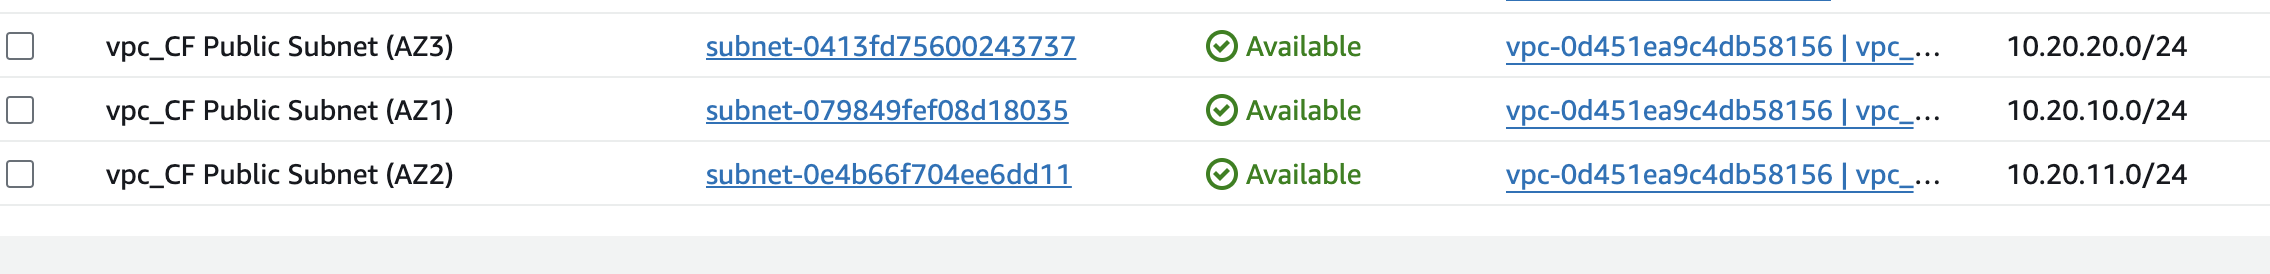 vpc_CF Public Subnet (AZ3) subnet-0413fd75600243737 Available vpc-0d451ea9c4db58156 | vpc_... 10.20.20.0/24
vpc_CF Public Subnet (AZ1) subnet-079849fef08d18035 Available vpc-0d451ea9c4db58156 | vpc_... 10.20.10.0/24
vpc_CF Public Subnet (AZ2) subnet-0e4b66f704ee6dd11 Available vpc-0d451ea9c4db58156 | vpc_... 10.20.11.0/24